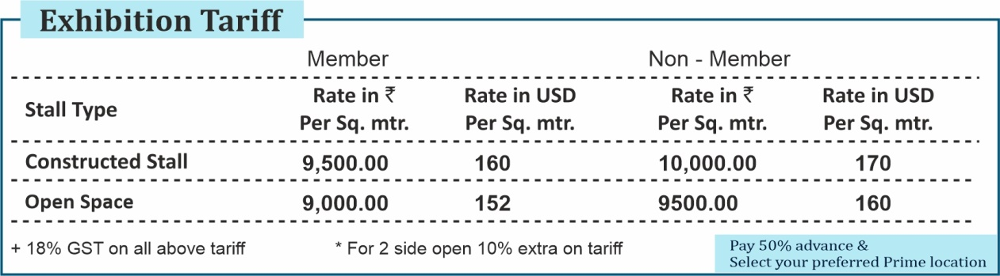 Exhibition Tariff
Member Non - Member
Stall Type Rate in ₹ Per Sq. mtr. Rate in USD Per Sq. mtr. Rate in ₹ Per Sq. mtr. Rate in USD Per Sq. mtr.
Constructed Stall 9,500.00 160 10,000.00 170
Open Space 9,000.00 152 9500.00 160
+ 18% GST on all above tariff * For 2 side open 10% extra on tariff
Pay 50% advance &
Select your preferred Prime location